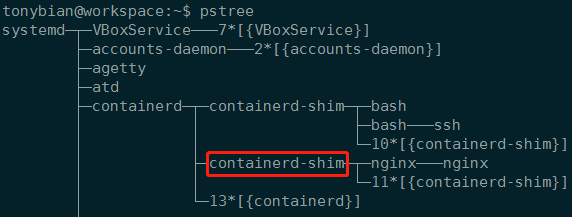 tonybian@workspace:~$ pstree
systemd─┬─VBoxService───7*[{VBoxService}]
        ├─accounts-daemon───2*[{accounts-daemon}]
        ├─agetty
        ├─atd
        ├─containerd─┬─containerd-shim─┬─bash
        │            │                 ├─bash───ssh
        │            │                 └─10*[{containerd-shim}]
        │            ├─containerd-shim─┬─nginx───nginx
        │            │                 └─11*[{containerd-shim}]
        │            └─13*[{containerd}]